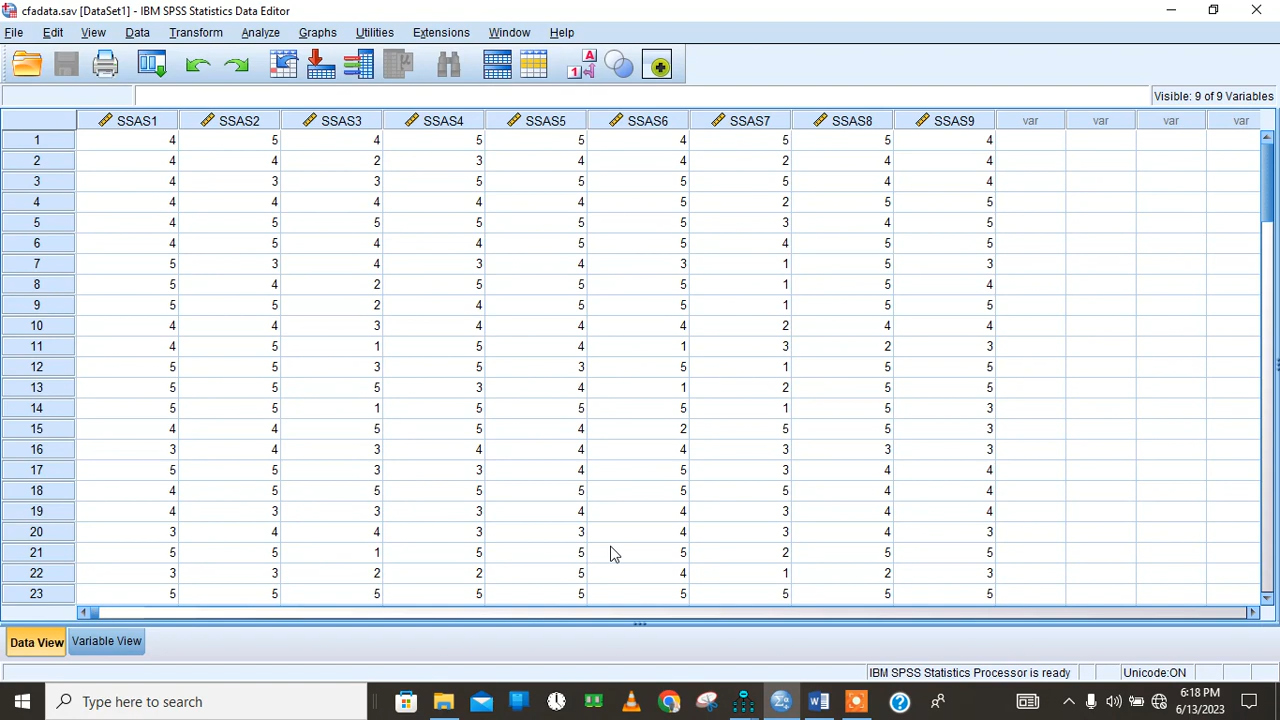 cfadata.sav [DataSet1] - IBM SPSS Statistics Data Editor
File Edit View Data Transform Analyze Graphs Utilities Extensions Window Help
Visible: 9 of 9 Variables
SSAS1 SSAS2 SSAS3 SSAS4 SSAS5 SSAS6 SSAS7 SSAS8 SSAS9 var var var var
1 4 5 4 5 5 4 5 5 4
2 4 4 2 3 4 4 2 4 4
3 4 3 3 5 5 5 5 4 4
4 4 4 4 4 4 5 2 5 5
5 4 5 5 5 5 5 3 4 5
6 4 5 4 4 5 5 4 5 5
7 5 3 4 3 4 3 1 5 3
8 5 4 2 5 5 5 1 5 4
9 5 5 2 4 5 5 1 5 5
10 4 4 3 4 4 4 2 4 4
11 4 5 1 5 4 1 3 2 3
12 5 5 3 5 3 5 1 5 5
13 5 5 5 3 4 1 2 5 5
14 5 5 1 5 5 5 1 5 3
15 4 4 5 5 4 2 5 5 3
16 3 4 3 4 4 4 3 3 3
17 5 5 3 3 4 5 3 4 4
18 4 5 5 5 5 5 5 4 4
19 4 3 3 3 4 4 3 4 4
20 3 4 4 3 3 4 3 4 3
21 5 5 1 5 5 5 2 5 5
22 3 3 2 2 5 4 1 2 3
23 5 5 5 5 5 5 5 5 5
Data View Variable View
IBM SPSS Statistics Processor is ready Unicode:ON
Type here to search
6:18 PM
6/13/2023